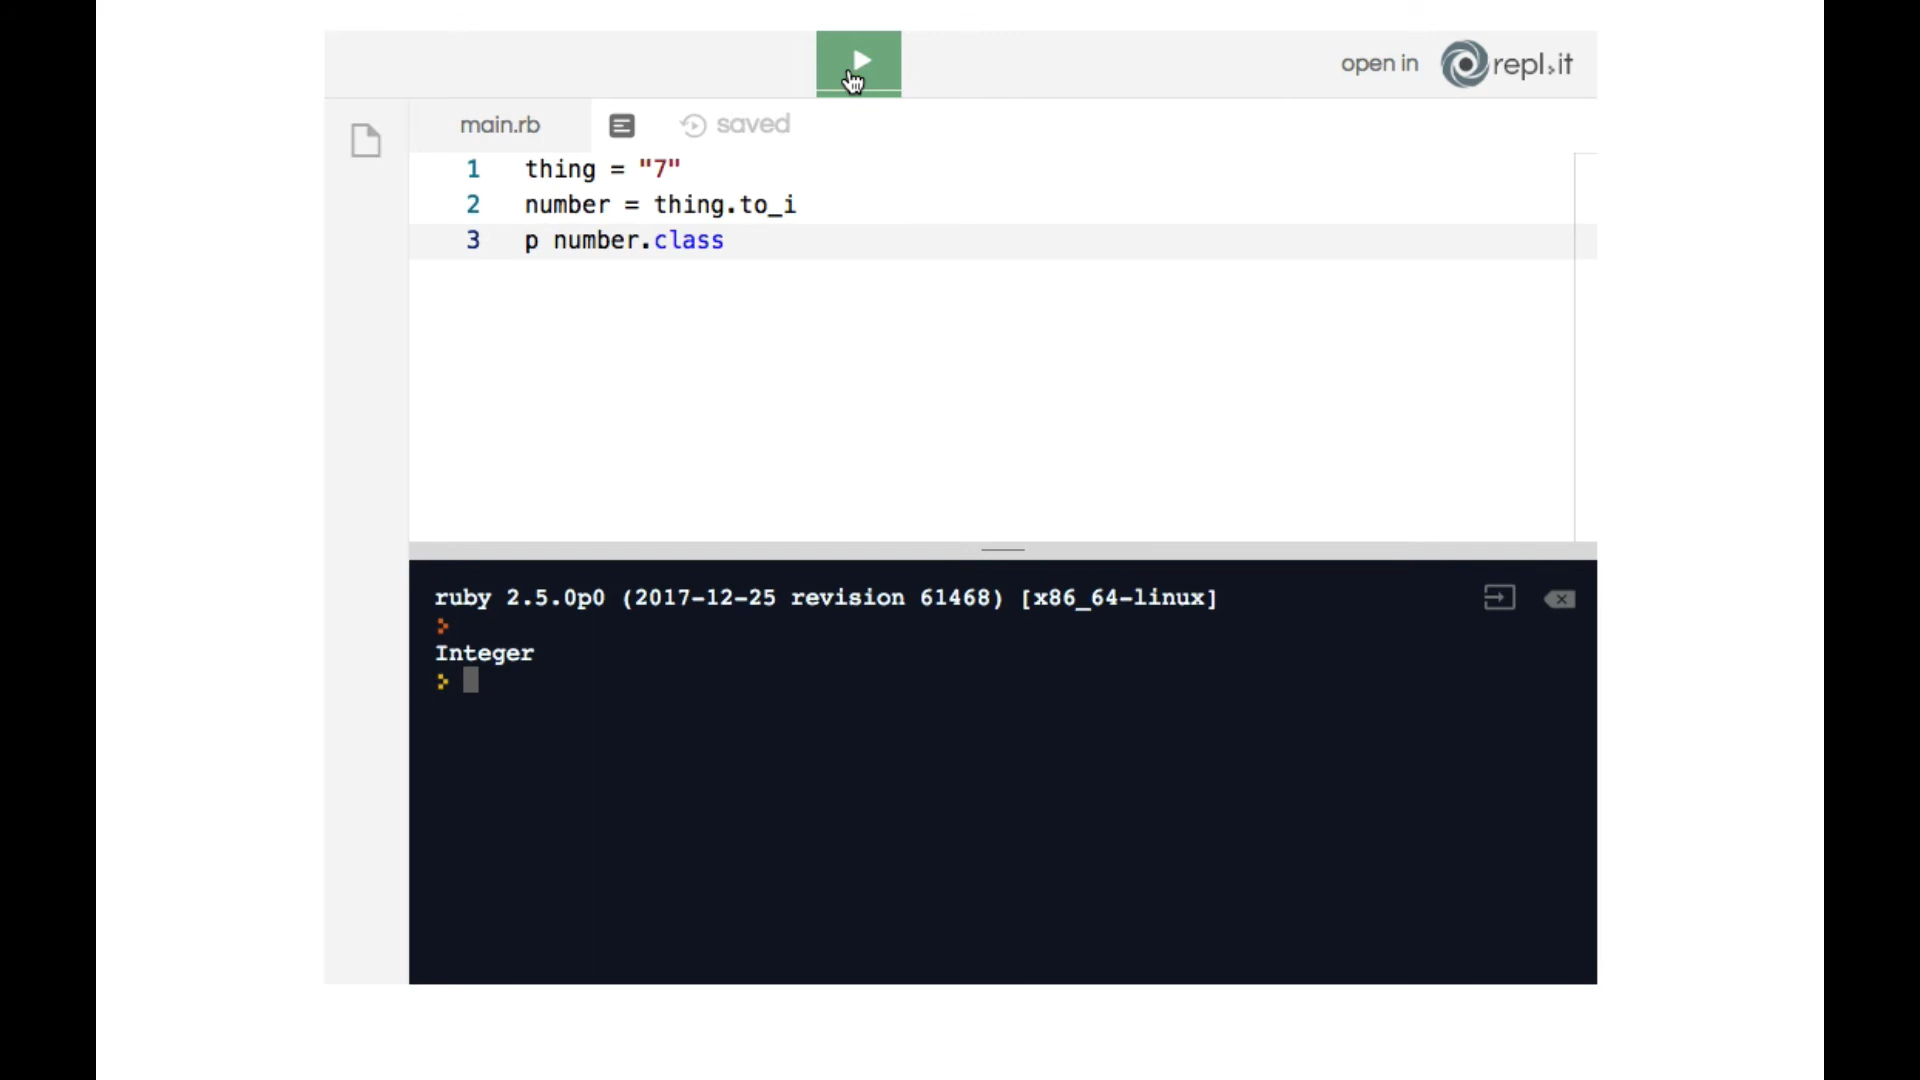 open in repl.it
main.rb saved
1 thing = "7"
2 number = thing.to_i
3 p number.class
ruby 2.5.0p0 (2017-12-25 revision 61468) [x86_64-linux]
>
Integer
>